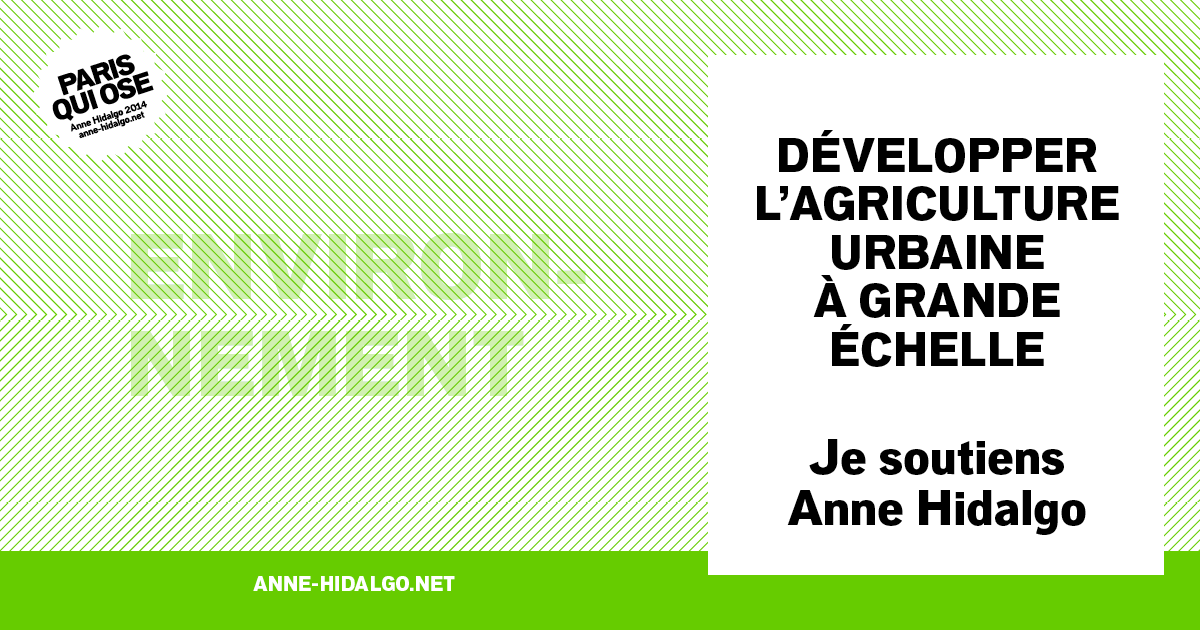 PARIS
QUI OSE
Anne Hidalgo 2014
anne-hidalgo.net
ENVIRON-
NEMENT
DÉVELOPPER
L’AGRICULTURE
URBAINE
À GRANDE
ÉCHELLE
Je soutiens
Anne Hidalgo
ANNE-HIDALGO.NET